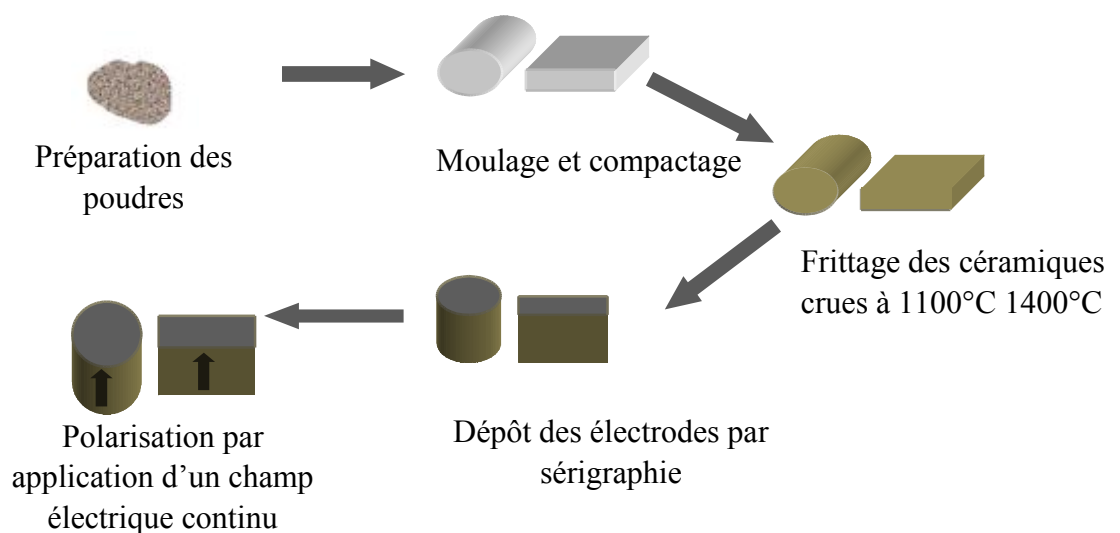 Préparation des
poudres
Moulage et compactage
Frittage des céramiques
crues à 1100°C 1400°C
Dépôt des électrodes par
sérigraphie
Polarisation par
application d’un champ
électrique continu